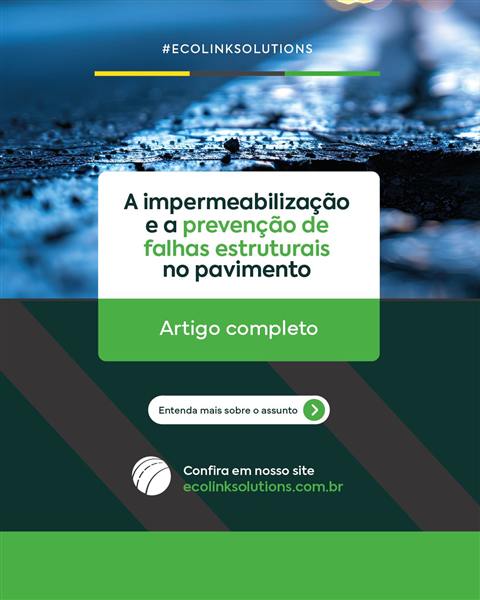 #ECOLINKSOLUTIONS
A impermeabilização
e a prevenção de
falhas estruturais
no pavimento
Artigo completo
Entenda mais sobre o assunto
Confira em nosso site
ecolinksolutions.com.br